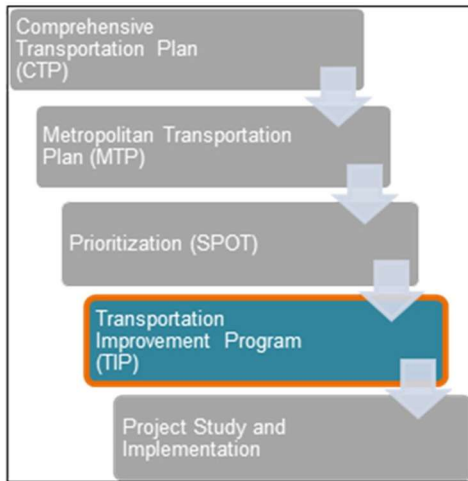 Comprehensive
Transportation Plan
(CTP)
Metropolitan Transportation
Plan (MTP)
Prioritization (SPOT)
Transportation
Improvement Program
(TIP)
Project Study and
Implementation